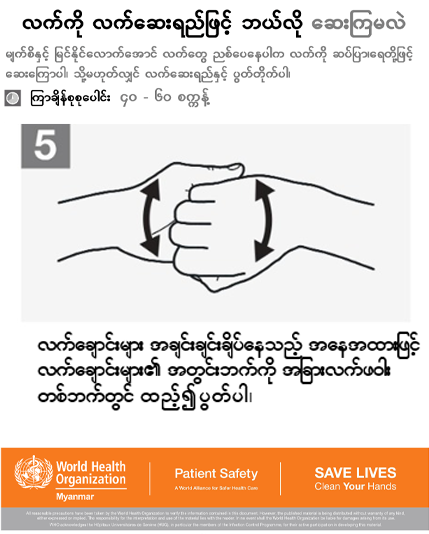 လက်ကို လက်ဆေးရည်ဖြင့် ဘယ်လို ဆေးကြမလဲ
မျက်စိနှင့် မြင်နိုင်လောက်အောင် လက်တွေ ညစ်ပေနေပါက လက်ကို ဆပ်ပြာ၊ရေတို့ဖြင့်
ဆေးကြောပါ၊ သို့မဟုတ်လျှင် လက်ဆေးရည်နှင့် ပွတ်တိုက်ပါ၊
ကြာချိန်စုစုပေါင်း ၄၀ - ၆၀ စက္ကန့်
5
လက်ချောင်းများ အချင်းချင်းချိပ်နေသည့် အနေအထားဖြင့်
လက်ချောင်းများ၏ အတွင်းဘက်ကို အခြားလက်ဖဝါး
တစ်ဘက်တွင် ထည့်၍ပွတ်ပါ၊
World Health
Organization
Myanmar
Patient Safety
A World Alliance for Safer Health Care
SAVE LIVES
Clean Your Hands